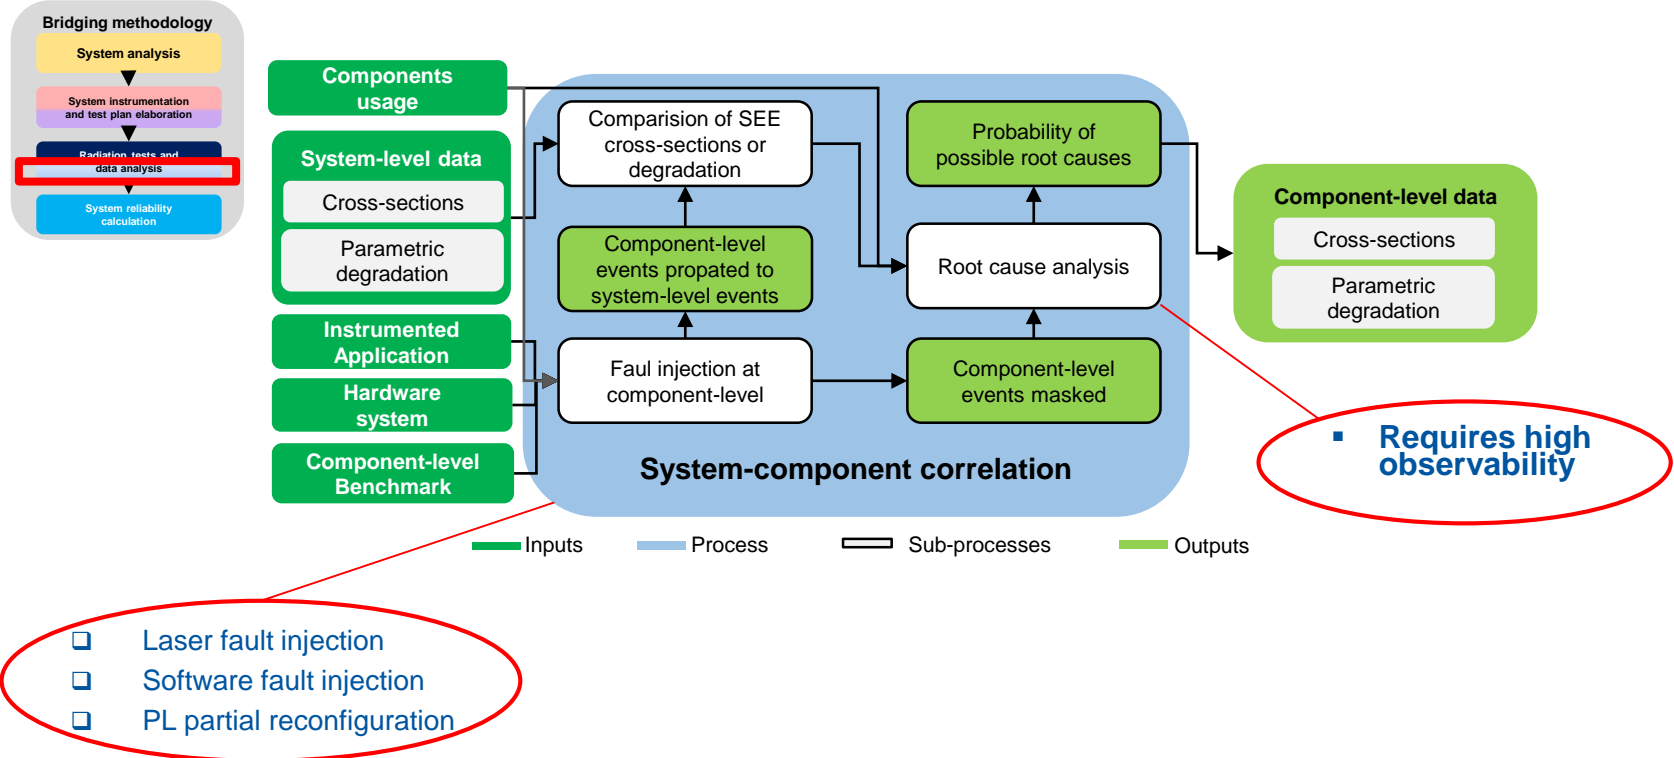 Bridging methodology
System analysis
System instrumentation
and test plan elaboration
Radiation tests and
data analysis
System reliability
calculation
Components
usage
System-level data
Cross-sections
Parametric
degradation
Instrumented
Application
Hardware
system
Component-level
Benchmark
Comparision of SEE
cross-sections or
degradation
Component-level
events propated to
system-level events
Faul injection at
component-level
Probability of
possible root causes
Root cause analysis
Component-level
events masked
System-component correlation
Component-level data
Cross-sections
Parametric
degradation
▪ Requires high
observability
Inputs
Process
Sub-processes
Outputs
❑ Laser fault injection
❑ Software fault injection
❑ PL partial reconfiguration